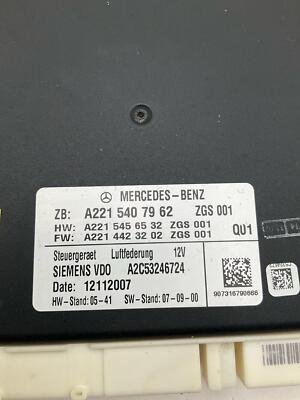 MERCEDES-BENZ
ZB: A221 540 79 62 ZGS 001
HW: A221 545 65 32 ZGS 001
FW: A221 442 32 02 ZGS 001
QU1
Steuergeraet Luftfederung 12V
SIEMENS VDO A2C53246724
Date: 12112007
HW-Stand: 05-41 SW-Stand: 07-09-00
907316790686